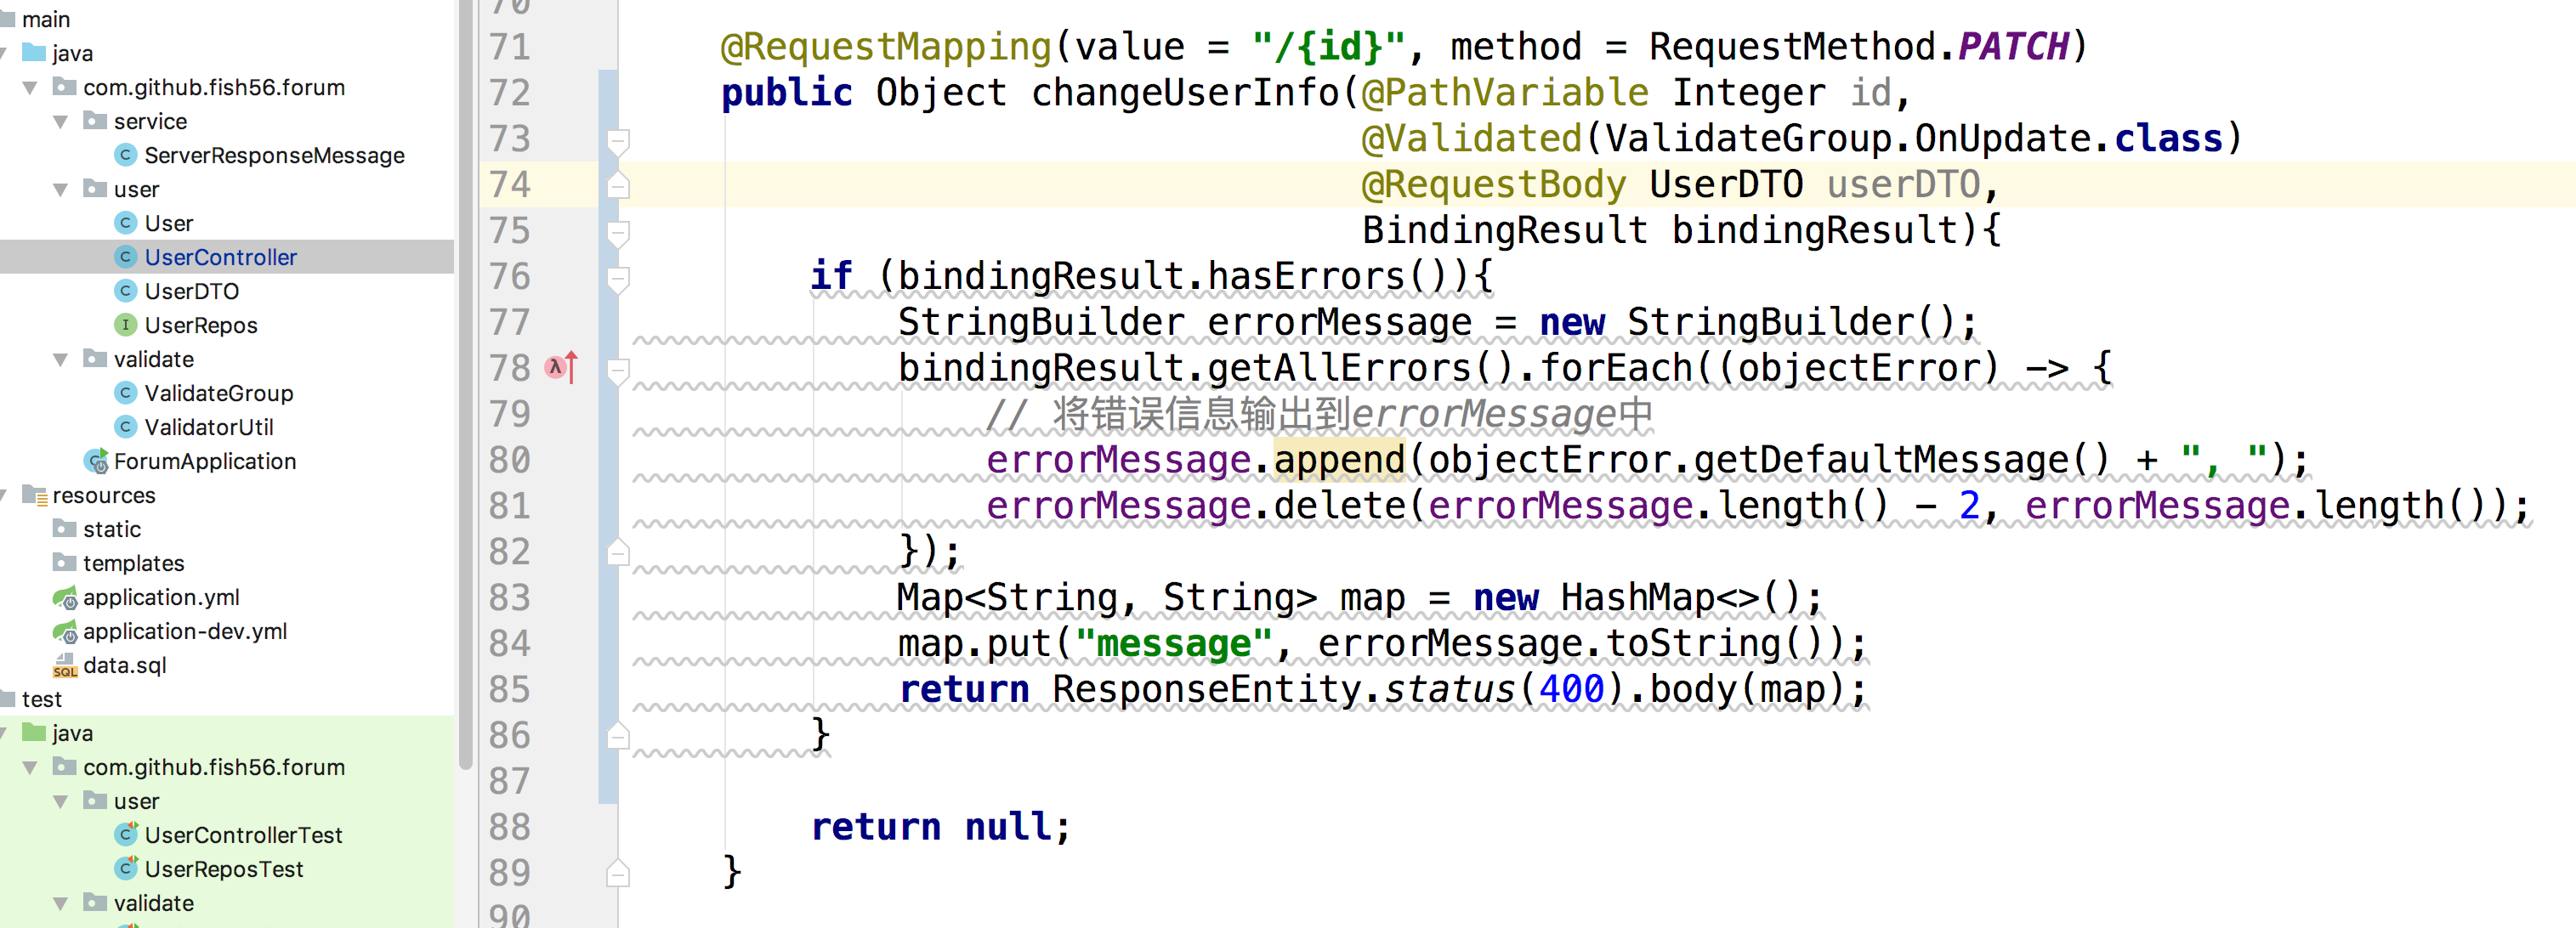 main
java
com.github.fish56.forum
service
ServerResponseMessage
user
User
UserController
UserDTO
UserRepos
validate
ValidateGroup
ValidatorUtil
ForumApplication
resources
static
templates
application.yml
application-dev.yml
data.sql
test
java
com.github.fish56.forum
user
UserControllerTest
UserReposTest
validate
70
71 @RequestMapping(value = "/{id}", method = RequestMethod.PATCH)
72 public Object changeUserInfo(@PathVariable Integer id,
73 @Validated(ValidateGroup.OnUpdate.class)
74 @RequestBody UserDTO userDTO,
75 BindingResult bindingResult){
76 if (bindingResult.hasErrors()){
77 StringBuilder errorMessage = new StringBuilder();
78 bindingResult.getAllErrors().forEach((objectError) -> {
79 // 将错误信息输出到errorMessage中
80 errorMessage.append(objectError.getDefaultMessage() + ", ");
81 errorMessage.delete(errorMessage.length() - 2, errorMessage.length());
82 });
83 Map<String, String> map = new HashMap<>();
84 map.put("message", errorMessage.toString());
85 return ResponseEntity.status(400).body(map);
86 }
87
88 return null;
89 }
90